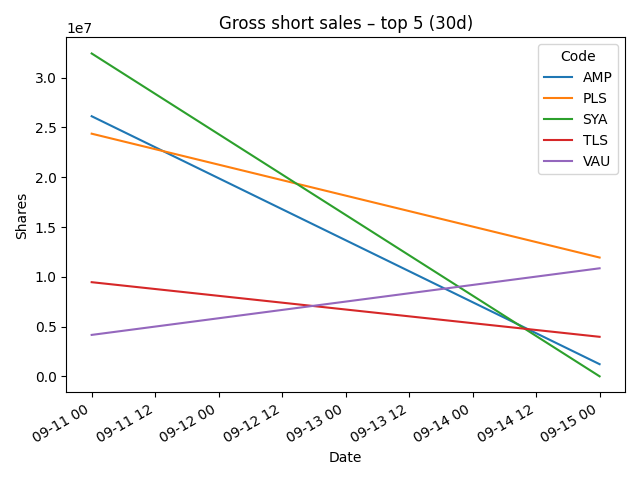 Gross short sales – top 5 (30d)
1e7
Code
AMP
PLS
SYA
TLS
VAU
3.0
2.5
2.0
1.5
1.0
0.5
0.0
Shares
09-11 00
09-11 12
09-12 00
09-12 12
09-13 00
09-13 12
09-14 00
09-14 12
09-15 00
Date